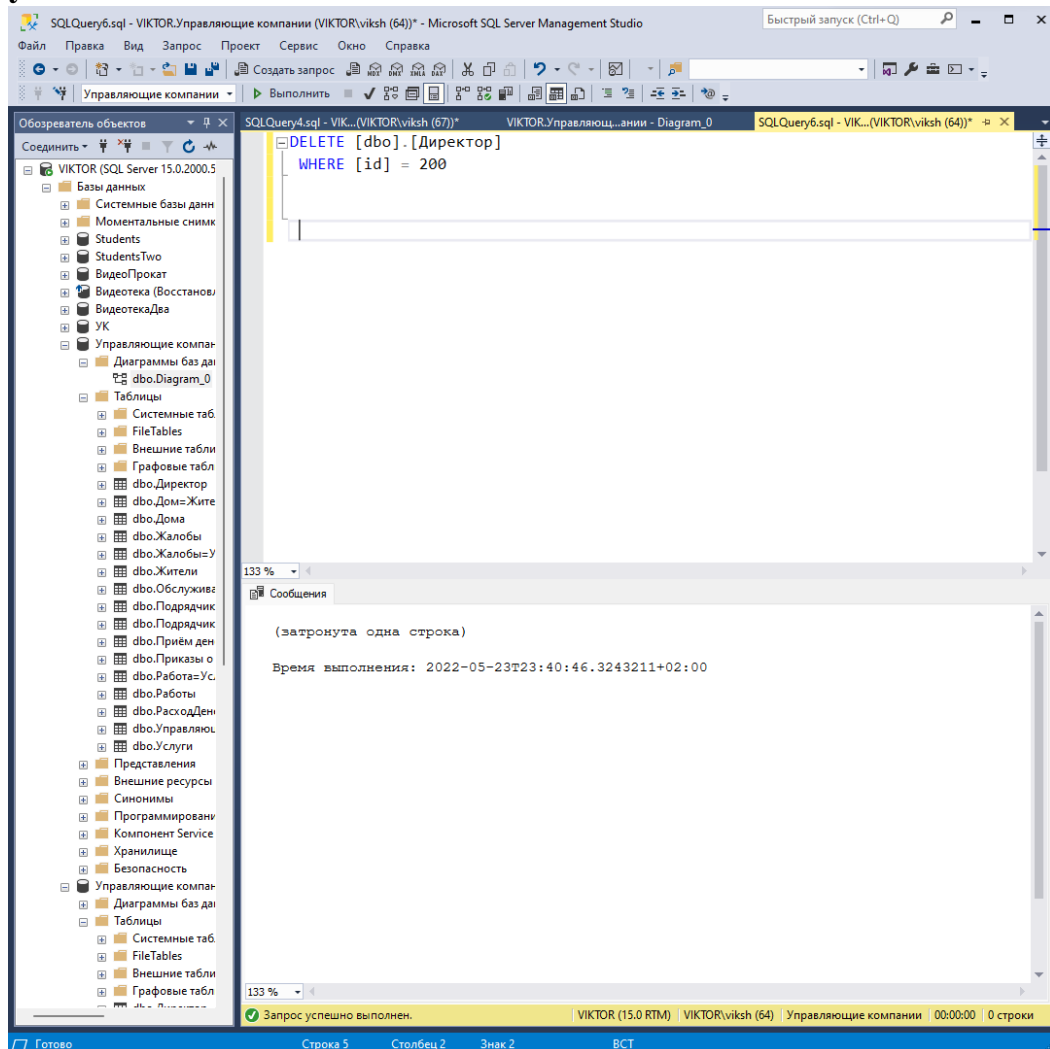 SQLQuery6.sql - VIKTOR.Управляющие компании (VIKTOR\viksh (64))* - Microsoft SQL Server Management Studio
Быстрый запуск (Ctrl+Q)
Файл Правка Вид Запрос Проект Сервис Окно Справка
Создать запрос MDX DMX XMLA DAX
Управляющие компании Выполнить
Обозреватель объектов
SQLQuery4.sql - VIK...(VIKTOR\viksh (67))* VIKTOR.Управляющ...ании - Diagram_0 SQLQuery6.sql - VIK...(VIKTOR\viksh (64))*
Соединить
VIKTOR (SQL Server 15.0.2000.5
Базы данных
Системные базы данн
Моментальные снимк
Students
StudentsTwo
ВидеоПрокат
Видеотека (Восстановл
ВидеотекаДва
УК
Управляющие компан
Диаграммы баз да
dbo.Diagram_0
Таблицы
Системные таб
FileTables
Внешние табли
Графовые табл
dbo.Директор
dbo.Дом=Жите
dbo.Дома
dbo.Жалобы
dbo.Жалобы=У
dbo.Жители
dbo.Обслужива
dbo.Подрядчик
dbo.Подрядчик
dbo.Приём ден
dbo.Приказы о
dbo.Работа=Ус
dbo.Работы
dbo.РасходДен
dbo.Управляющ
dbo.Услуги
Представления
Внешние ресурсы
Синонимы
Программировани
Компонент Service
Хранилище
Безопасность
Управляющие компан
Диаграммы баз да
Таблицы
Системные таб
FileTables
Внешние табли
Графовые табл
DELETE [dbo].[Директор]
WHERE [id] = 200
133 %
Сообщения
(затронута одна строка)
Время выполнения: 2022-05-23T23:40:46.3243211+02:00
133 %
Запрос успешно выполнен. VIKTOR (15.0 RTM) VIKTOR\viksh (64) Управляющие компании 00:00:00 0 строки
Готово Строка 5 Столбец 2 Знак 2 ВСТ